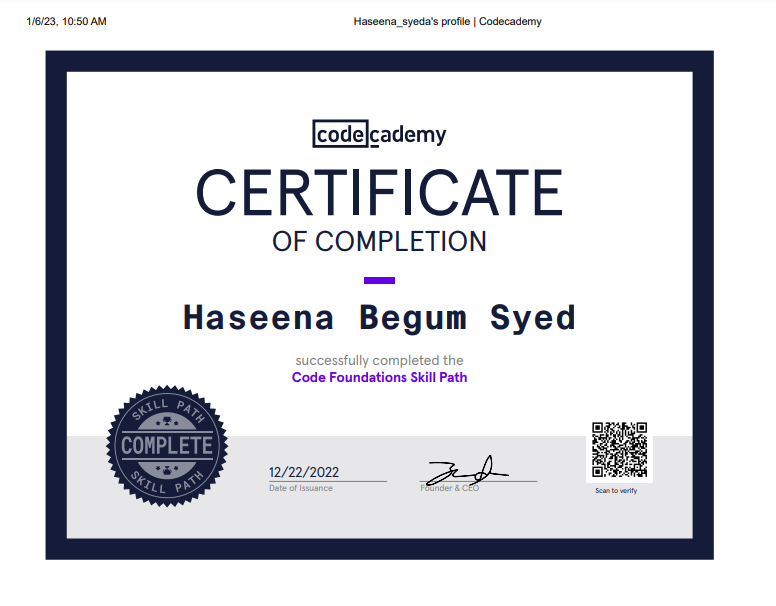 1/6/23, 10:50 AM
Haseena_syeda's profile | Codecademy
codecademy
CERTIFICATE
OF COMPLETION
Haseena Begum Syed
successfully completed the
Code Foundations Skill Path
SKILL PATH
COMPLETE
SKILL PATH
12/22/2022
Date of Issuance
Founder & CEO
Scan to verify